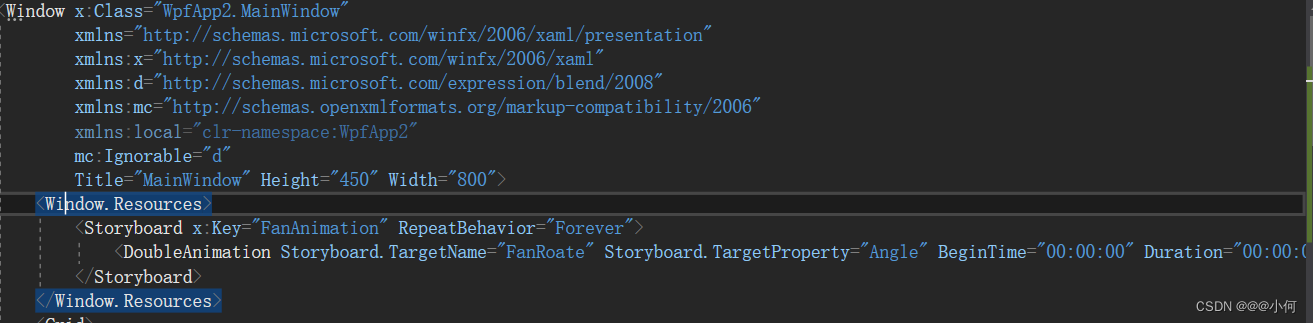 <Window x:Class="WpfApp2.MainWindow"
xmlns="http://schemas.microsoft.com/winfx/2006/xaml/presentation"
xmlns:x="http://schemas.microsoft.com/winfx/2006/xaml"
xmlns:d="http://schemas.microsoft.com/expression/blend/2008"
xmlns:mc="http://schemas.openxmlformats.org/markup-compatibility/2006"
xmlns:local="clr-namespace:WpfApp2"
mc:Ignorable="d"
Title="MainWindow" Height="450" Width="800">
<Window.Resources>
<Storyboard x:Key="FanAnimation" RepeatBehavior="Forever">
<DoubleAnimation Storyboard.TargetName="FanRoate" Storyboard.TargetProperty="Angle" BeginTime="00:00:00" Duration="00:00:0
</Storyboard>
</Window.Resources>
<Grid>
CSDN @@@小何